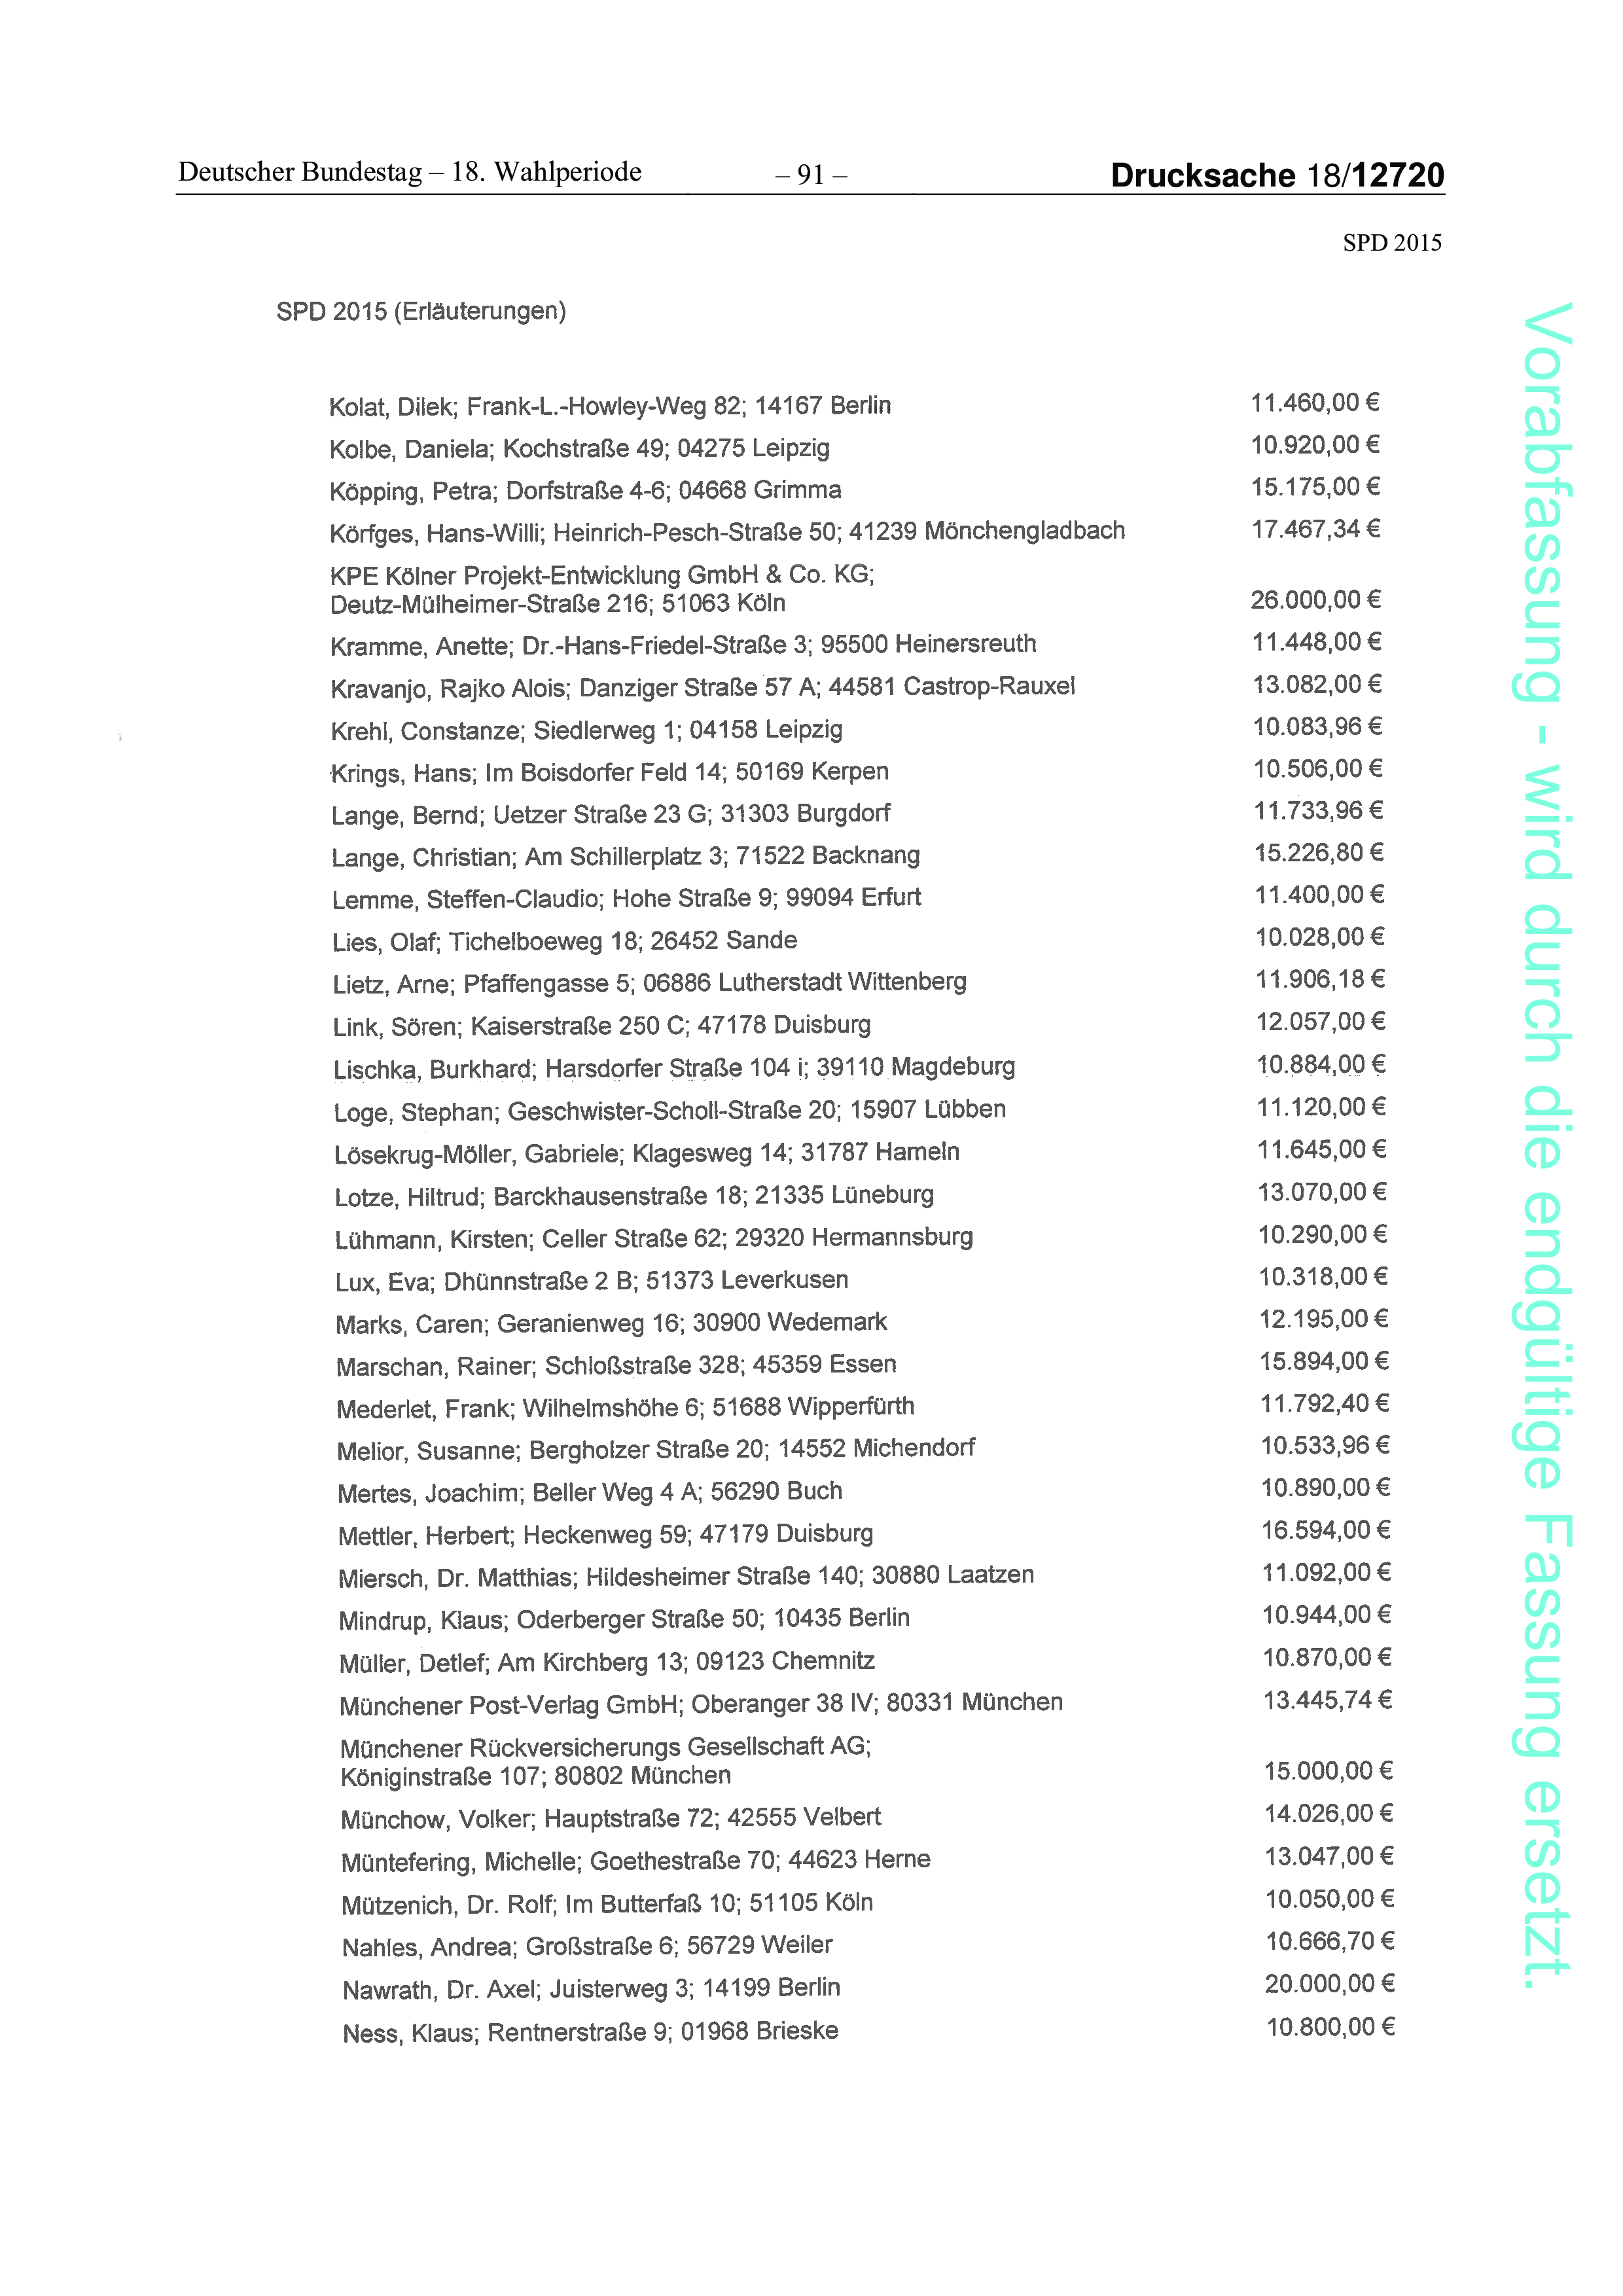 Deutscher Bundestag – 18. Wahlperiode – 91 – Drucksache 18/12720
SPD 2015
SPD 2015 (Erläuterungen)
Kolat, Dilek; Frank-L.-Howley-Weg 82; 14167 Berlin 11.460,00 €
Kolbe, Daniela; Kochstraße 49; 04275 Leipzig 10.920,00 €
Köpping, Petra; Dorfstraße 4-6; 04668 Grimma 15.175,00 €
Körfges, Hans-Willi; Heinrich-Pesch-Straße 50; 41239 Mönchengladbach 17.467,34 €
KPE Kölner Projekt-Entwicklung GmbH & Co. KG;
Deutz-Mülheimer-Straße 216; 51063 Köln 26.000,00 €
Kramme, Anette; Dr.-Hans-Friedel-Straße 3; 95500 Heinersreuth 11.448,00 €
Kravanjo, Rajko Alois; Danziger Straße 57 A; 44581 Castrop-Rauxel 13.082,00 €
Krehl, Constanze; Siedlerweg 1; 04158 Leipzig 10.083,96 €
Krings, Hans; Im Boisdorfer Feld 14; 50169 Kerpen 10.506,00 €
Lange, Bernd; Uetzer Straße 23 G; 31303 Burgdorf 11.733,96 €
Lange, Christian; Am Schillerplatz 3; 71522 Backnang 15.226,80 €
Lemme, Steffen-Claudio; Hohe Straße 9; 99094 Erfurt 11.400,00 €
Lies, Olaf; Tichelboeweg 18; 26452 Sande 10.028,00 €
Lietz, Arne; Pfaffengasse 5; 06886 Lutherstadt Wittenberg 11.906,18 €
Link, Sören; Kaiserstraße 250 C; 47178 Duisburg 12.057,00 €
Lischka, Burkhard; Harsdorfer Straße 104 i; 39110 Magdeburg 10.884,00 €
Loge, Stephan; Geschwister-Scholl-Straße 20; 15907 Lübben 11.120,00 €
Lösekrug-Möller, Gabriele; Klagesweg 14; 31787 Hameln 11.645,00 €
Lotze, Hiltrud; Barckhausenstraße 18; 21335 Lüneburg 13.070,00 €
Lühmann, Kirsten; Celler Straße 62; 29320 Hermannsburg 10.290,00 €
Lux, Eva; Dhünnstraße 2 B; 51373 Leverkusen 10.318,00 €
Marks, Caren; Geranienweg 16; 30900 Wedemark 12.195,00 €
Marschan, Rainer; Schloßstraße 328; 45359 Essen 15.894,00 €
Mederlet, Frank; Wilhelmshöhe 6; 51688 Wipperfürth 11.792,40 €
Melior, Susanne; Bergholzer Straße 20; 14552 Michendorf 10.533,96 €
Mertes, Joachim; Beller Weg 4 A; 56290 Buch 10.890,00 €
Mettler, Herbert; Heckenweg 59; 47179 Duisburg 16.594,00 €
Miersch, Dr. Matthias; Hildesheimer Straße 140; 30880 Laatzen 11.092,00 €
Mindrup, Klaus; Oderberger Straße 50; 10435 Berlin 10.944,00 €
Müller, Detlef; Am Kirchberg 13; 09123 Chemnitz 10.870,00 €
Münchener Post-Verlag GmbH; Oberanger 38 IV; 80331 München 13.445,74 €
Münchener Rückversicherungs Gesellschaft AG;
Königinstraße 107; 80802 München 15.000,00 €
Münchow, Volker; Hauptstraße 72; 42555 Velbert 14.026,00 €
Müntefering, Michelle; Goethestraße 70; 44623 Herne 13.047,00 €
Mützenich, Dr. Rolf; Im Butterfaß 10; 51105 Köln 10.050,00 €
Nahles, Andrea; Großstraße 6; 56729 Weiler 10.666,70 €
Nawrath, Dr. Axel; Juisterweg 3; 14199 Berlin 20.000,00 €
Ness, Klaus; Rentnerstraße 9; 01968 Brieske 10.800,00 €
Vorabfassung - wird durch die endgültige Fassung ersetzt.